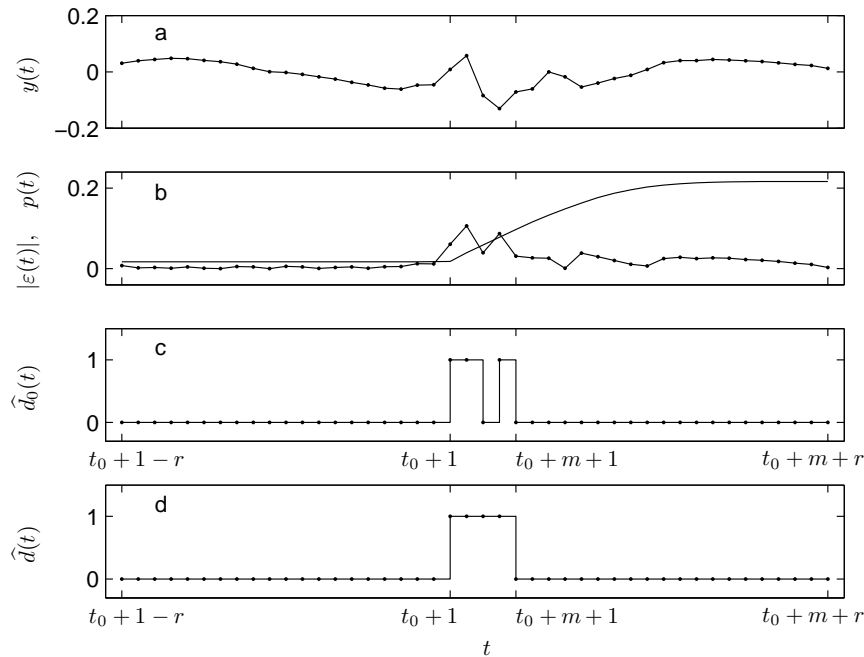 0.2
a
0
−0.2
y(t)
0.2
b
0
|ε(t)|, p(t)
1
c
0
d̂₀(t)
t₀ + 1 − r
t₀ + 1
t₀ + m + 1
t₀ + m + r
1
d
0
d̂(t)
t₀ + 1 − r
t₀ + 1
t₀ + m + 1
t₀ + m + r
t